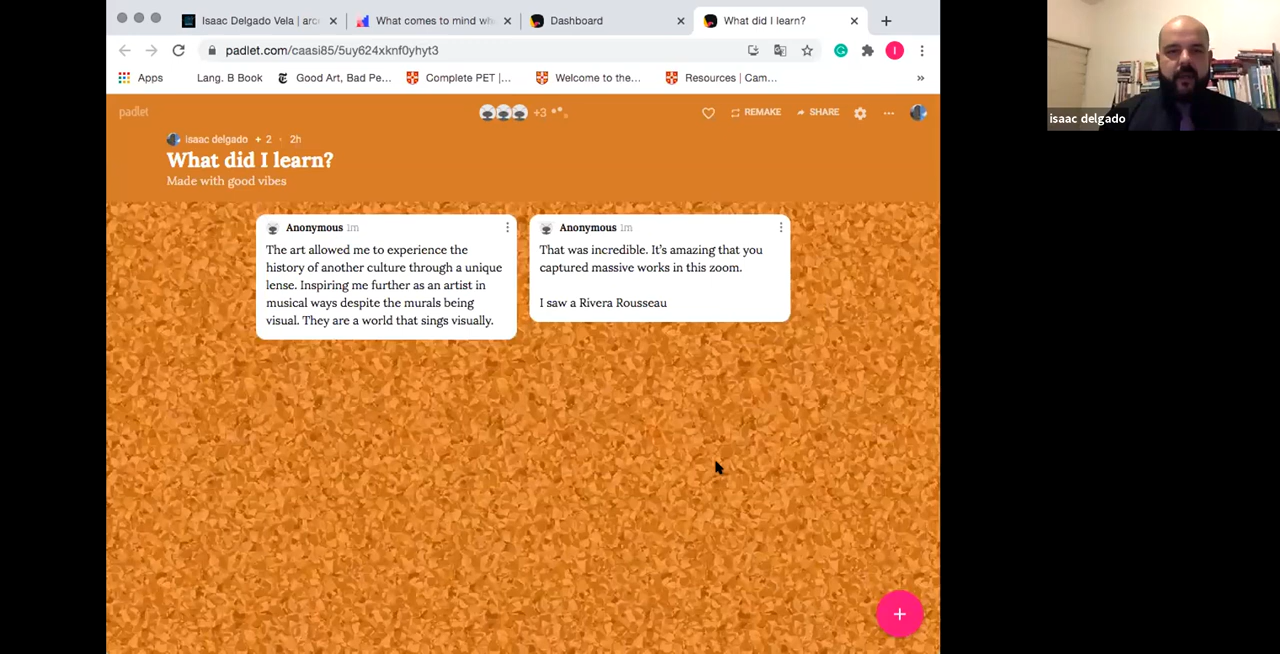 Isaac Delgado Vela | arc
What comes to mind wh
Dashboard
What did I learn?
padlet.com/caasi85/5uy624xknf0yhyt3
Apps
Lang. B Book
Good Art, Bad Pe...
Complete PET |...
Welcome to the...
Resources | Cam...
»
padlet
+3
REMAKE
SHARE
isaac delgado + 2 · 2h
What did I learn?
Made with good vibes
Anonymous 1m
The art allowed me to experience the
history of another culture through a unique
lense. Inspiring me further as an artist in
musical ways despite the murals being
visual. They are a world that sings visually.
Anonymous 1m
That was incredible. It's amazing that you
captured massive works in this zoom.
I saw a Rivera Rousseau
isaac delgado